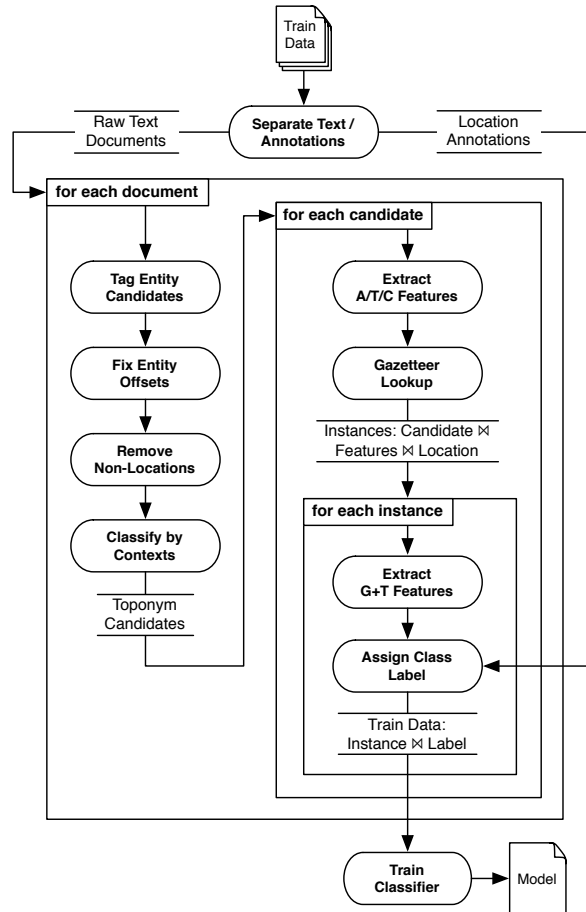 Train
Data
Raw Text
Documents
Separate Text /
Annotations
Location
Annotations
for each document
Tag Entity
Candidates
Fix Entity
Offsets
Remove
Non-Locations
Classify by
Contexts
Toponym
Candidates
for each candidate
Extract
A/T/C Features
Gazetteer
Lookup
Instances: Candidate ⋈
Features ⋈ Location
for each instance
Extract
G+T Features
Assign Class
Label
Train Data:
Instance ⋈ Label
Train
Classifier
Model